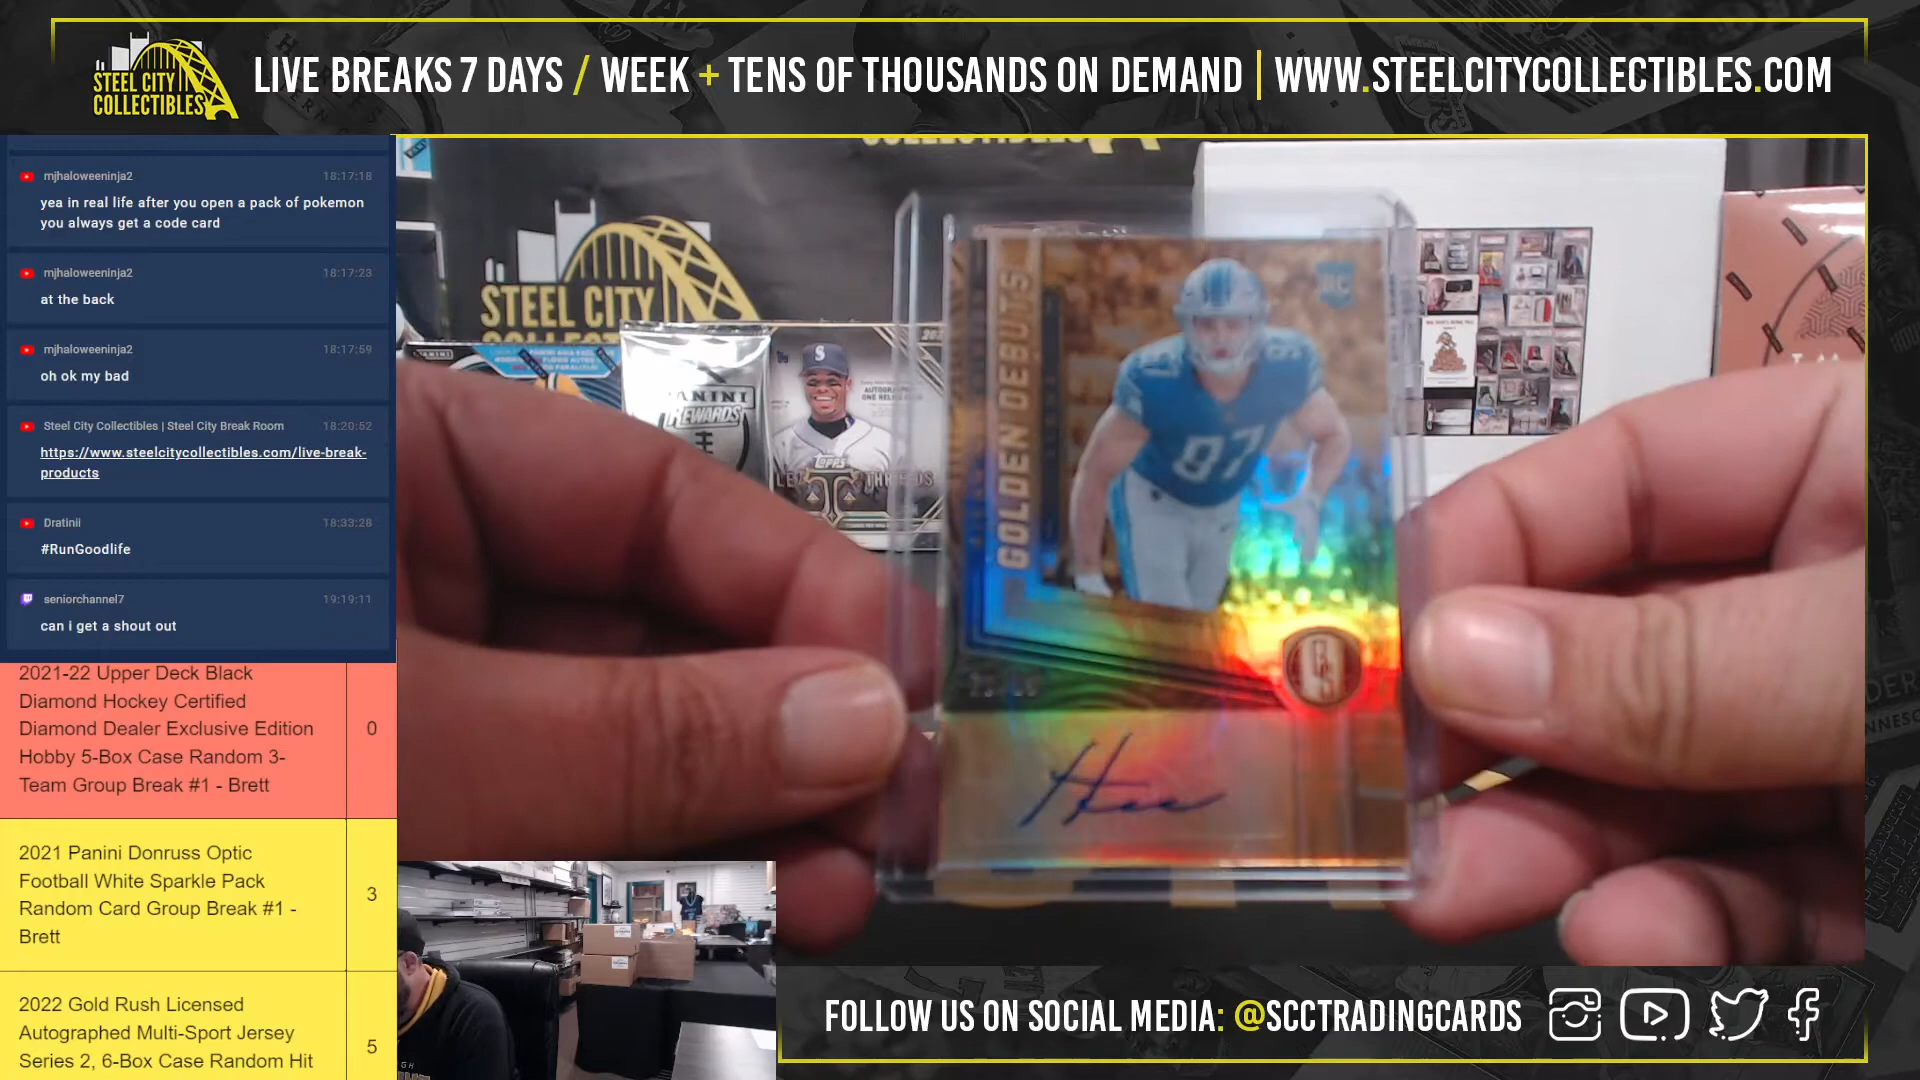 STEEL CITY
COLLECTIBLES
LIVE BREAKS 7 DAYS / WEEK + TENS OF THOUSANDS ON DEMAND | WWW.STEELCITYCOLLECTIBLES.COM
mjhaloweeninja2 18:17:18
yea in real life after you open a pack of pokemon
you always get a code card
mjhaloweeninja2 18:17:23
at the back
mjhaloweeninja2 18:17:59
oh ok my bad
Steel City Collectibles | Steel City Break Room 18:20:52
https://www.steelcitycollectibles.com/live-break-
products
Dratinii 18:33:28
#RunGoodlife
seniorchannel7 19:19:11
can i get a shout out
2021-22 Upper Deck Black
Diamond Hockey Certified
Diamond Dealer Exclusive Edition
Hobby 5-Box Case Random 3-
Team Group Break #1 - Brett
0
2021 Panini Donruss Optic
Football White Sparkle Pack
Random Card Group Break #1 -
Brett
3
2022 Gold Rush Licensed
Autographed Multi-Sport Jersey
Series 2, 6-Box Case Random Hit
5
STEEL CITY
PANINI
REWARDS
TOPPS
S
GOLDEN DEBUTS
RC
97
87
FOLLOW US ON SOCIAL MEDIA: @SCCTRADINGCARDS